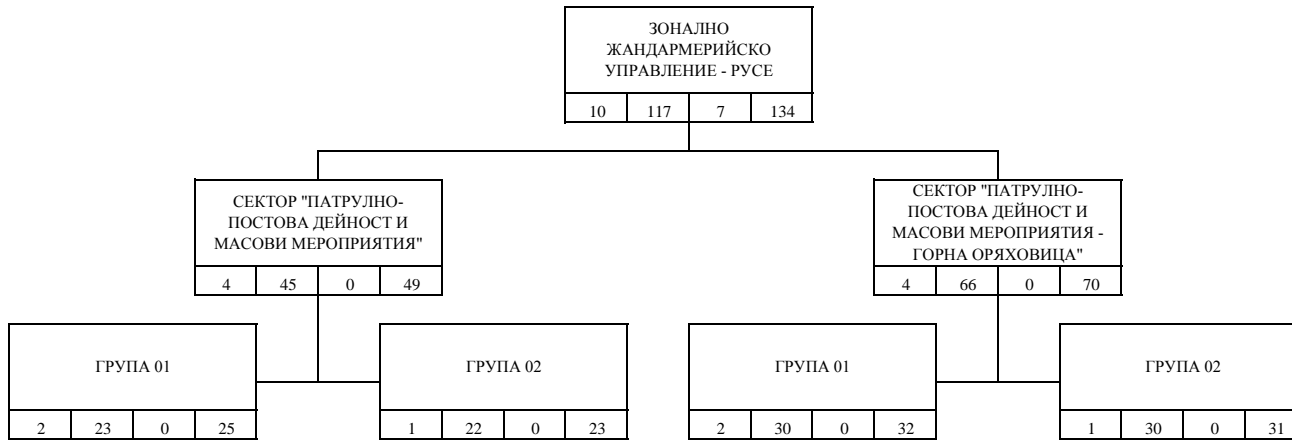 ЗОНАЛНО
ЖАНДАРМЕРИЙСКО
УПРАВЛЕНИЕ - РУСЕ
10 117 7 134
СЕКТОР "ПАТРУЛНО-
ПОСТОВА ДЕЙНОСТ И
МАСОВИ МЕРОПРИЯТИЯ"
4 45 0 49
СЕКТОР "ПАТРУЛНО-
ПОСТОВА ДЕЙНОСТ И
МАСОВИ МЕРОПРИЯТИЯ -
ГОРНА ОРЯХОВИЦА"
4 66 0 70
ГРУПА 01
2 23 0 25
ГРУПА 02
1 22 0 23
ГРУПА 01
2 30 0 32
ГРУПА 02
1 30 0 31